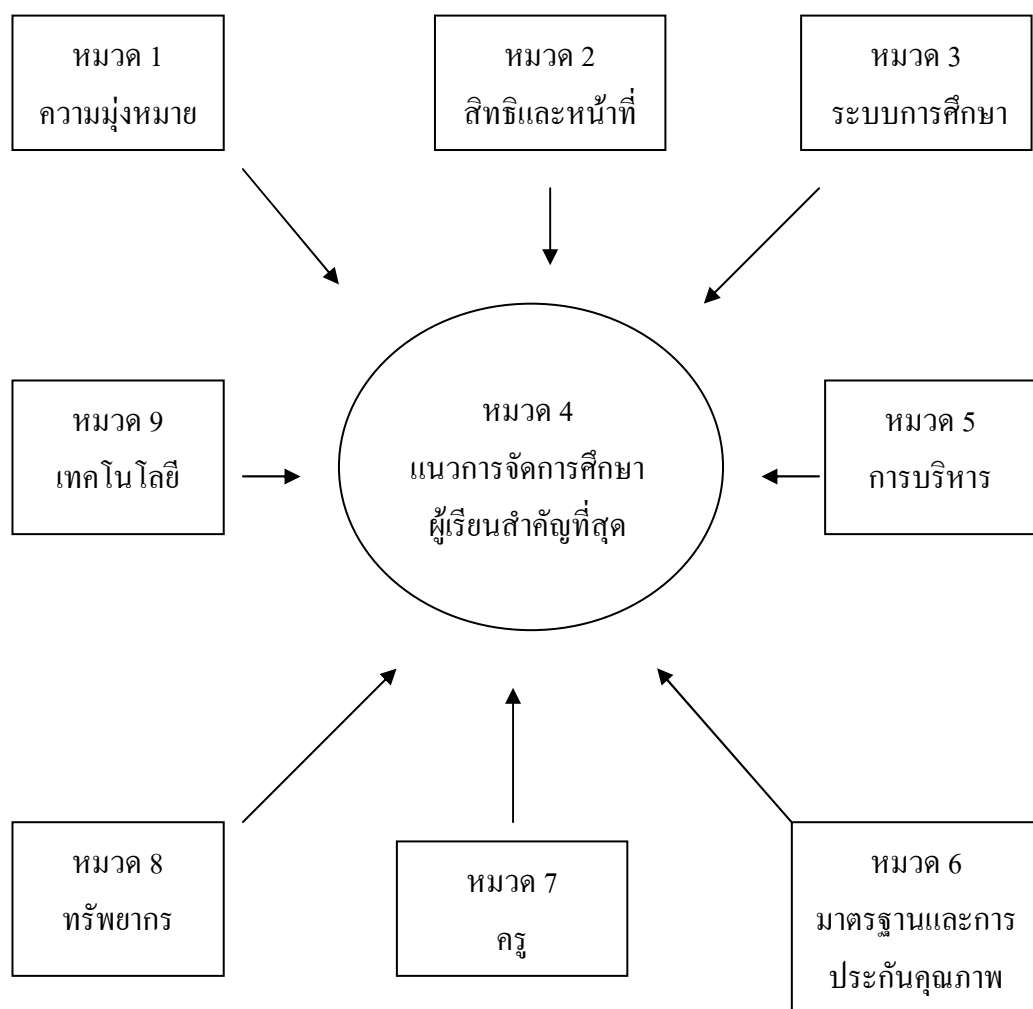 หมวด 1
ความมุ่งหมาย
หมวด 2
สิทธิและหน้าที่
หมวด 3
ระบบการศึกษา
หมวด 9
เทคโนโลยี
หมวด 4
แนวการจัดการศึกษา
ผู้เรียนสำคัญที่สุด
หมวด 5
การบริหาร
หมวด 8
ทรัพยากร
หมวด 7
ครู
หมวด 6
มาตรฐานและการ
ประกันคุณภาพ